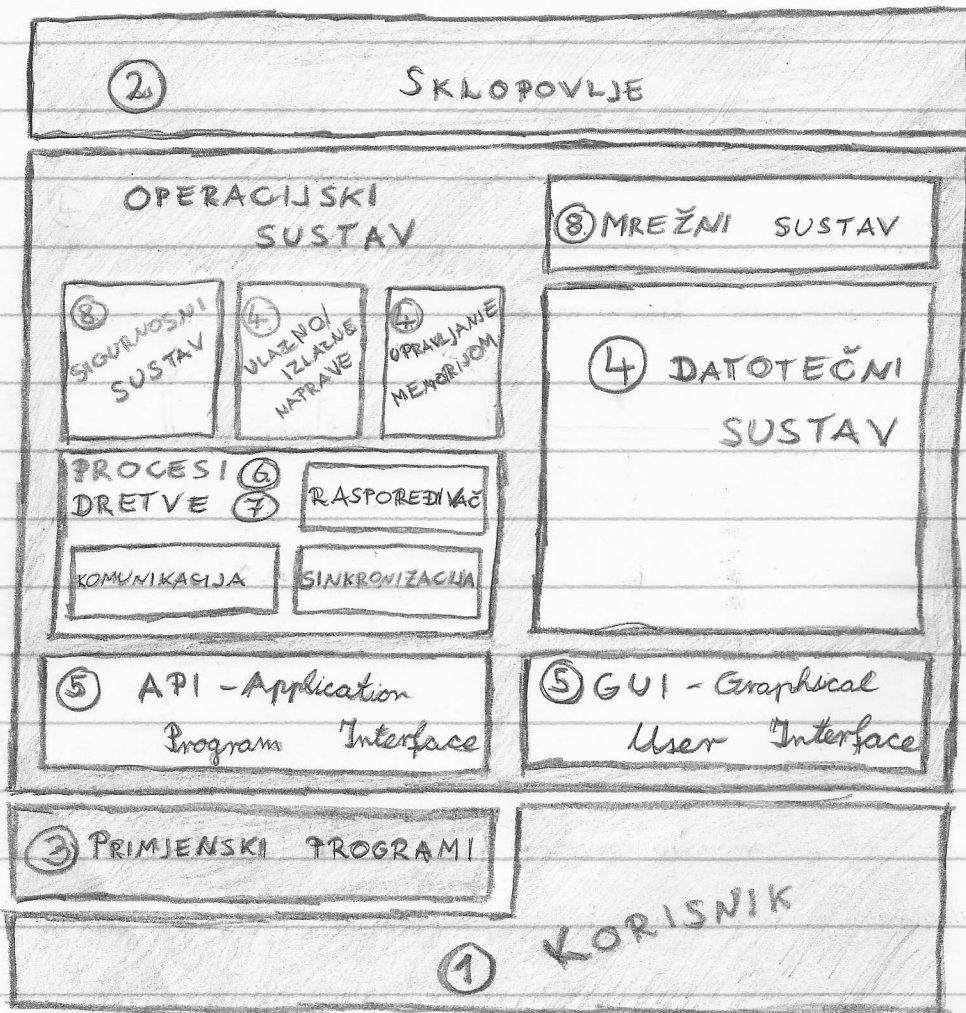 2 SKLOPOVLJE
OPERACIJSKI
SUSTAV
8. MREŽNI SUSTAV
8.
SIGURNOSNI
SUSTAV
4.
ULAZNO/
IZLAZNE
NAPRAVE
4.
UPRAVLJANJE
MEMORIJOM
4 DATOTEČNI
SUSTAV
PROCESI 6.
DRETVE 7
RASPOREĐIVAČ
KOMUNIKACIJA
SINKRONIZACIJA
5 API - Application
Program Interface
5 GUI - Graphical
User Interface
3 PRIMJENSKI PROGRAMI
KORISNIK
1